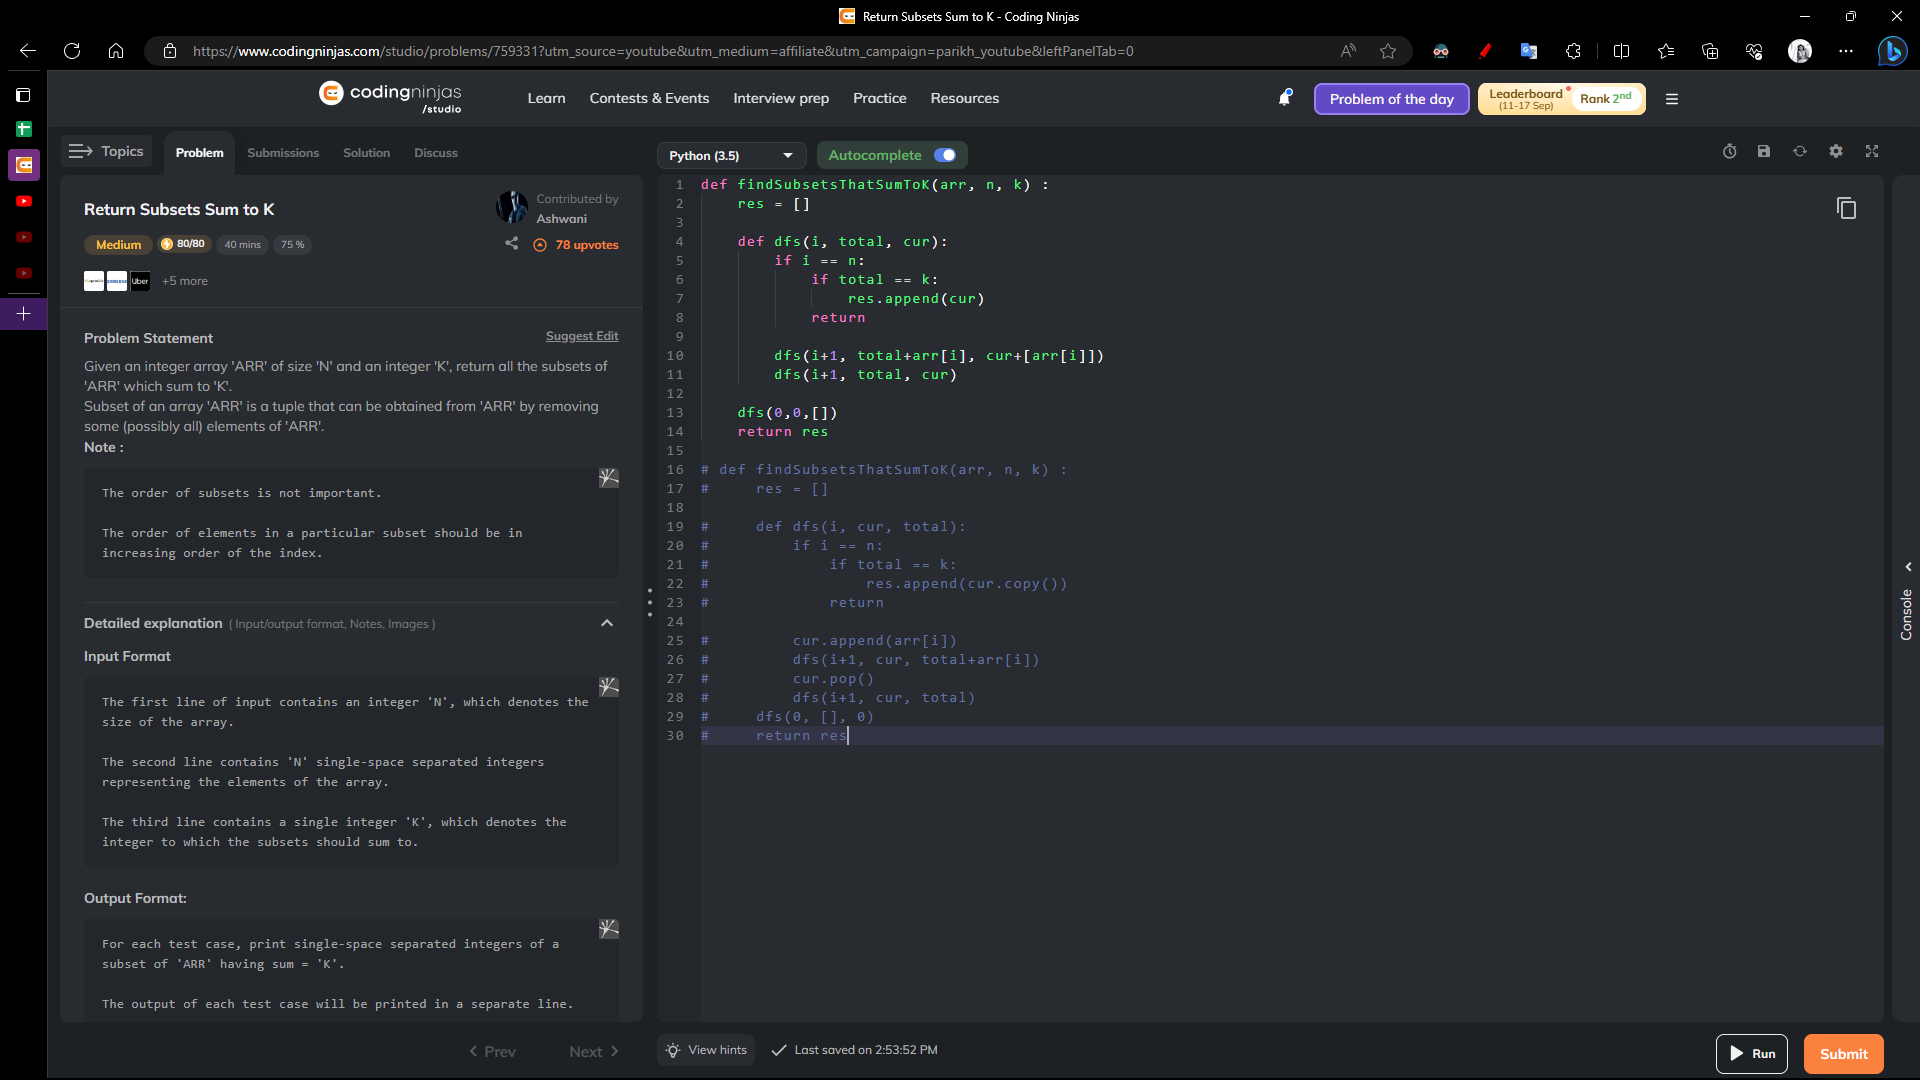 Return Subsets Sum to K - Coding Ninjas
https://www.codingninjas.com/studio/problems/759331?utm_source=youtube&utm_medium=affiliate&utm_campaign=parikh_youtube&leftPanelTab=0
codingninjas
/studio
Learn
Contests & Events
Interview prep
Practice
Resources
Problem of the day
Leaderboard
(11-17 Sep)
Rank 2nd
Topics
Problem
Submissions
Solution
Discuss
Python (3.5)
Autocomplete
Return Subsets Sum to K
Contributed by
Ashwani
Medium
80/80
40 mins
75 %
78 upvotes
SAMSUNG
Uber
+5 more
Problem Statement
Suggest Edit
Given an integer array 'ARR' of size 'N' and an integer 'K', return all the subsets of
'ARR' which sum to 'K'.
Subset of an array 'ARR' is a tuple that can be obtained from 'ARR' by removing
some (possibly all) elements of 'ARR'.
Note :
The order of subsets is not important.
The order of elements in a particular subset should be in
increasing order of the index.
Detailed explanation ( Input/output format, Notes, Images )
Input Format
The first line of input contains an integer 'N', which denotes the
size of the array.
The second line contains 'N' single-space separated integers
representing the elements of the array.
The third line contains a single integer 'K', which denotes the
integer to which the subsets should sum to.
Output Format:
For each test case, print single-space separated integers of a
subset of 'ARR' having sum = 'K'.
The output of each test case will be printed in a separate line.
Prev
Next
1 def findSubsetsThatSumToK(arr, n, k) :
2     res = []
3
4     def dfs(i, total, cur):
5         if i == n:
6             if total == k:
7                 res.append(cur)
8             return
9
10         dfs(i+1, total+arr[i], cur+[arr[i]])
11         dfs(i+1, total, cur)
12
13     dfs(0,0,[])
14     return res
15
16 # def findSubsetsThatSumToK(arr, n, k) :
17 #     res = []
18
19 #     def dfs(i, cur, total):
20 #         if i == n:
21 #             if total == k:
22 #                 res.append(cur.copy())
23 #             return
24
25 #         cur.append(arr[i])
26 #         dfs(i+1, cur, total+arr[i])
27 #         cur.pop()
28 #         dfs(i+1, cur, total)
29 #     dfs(0, [], 0)
30 #     return res
Console
View hints
Last saved on 2:53:52 PM
Run
Submit